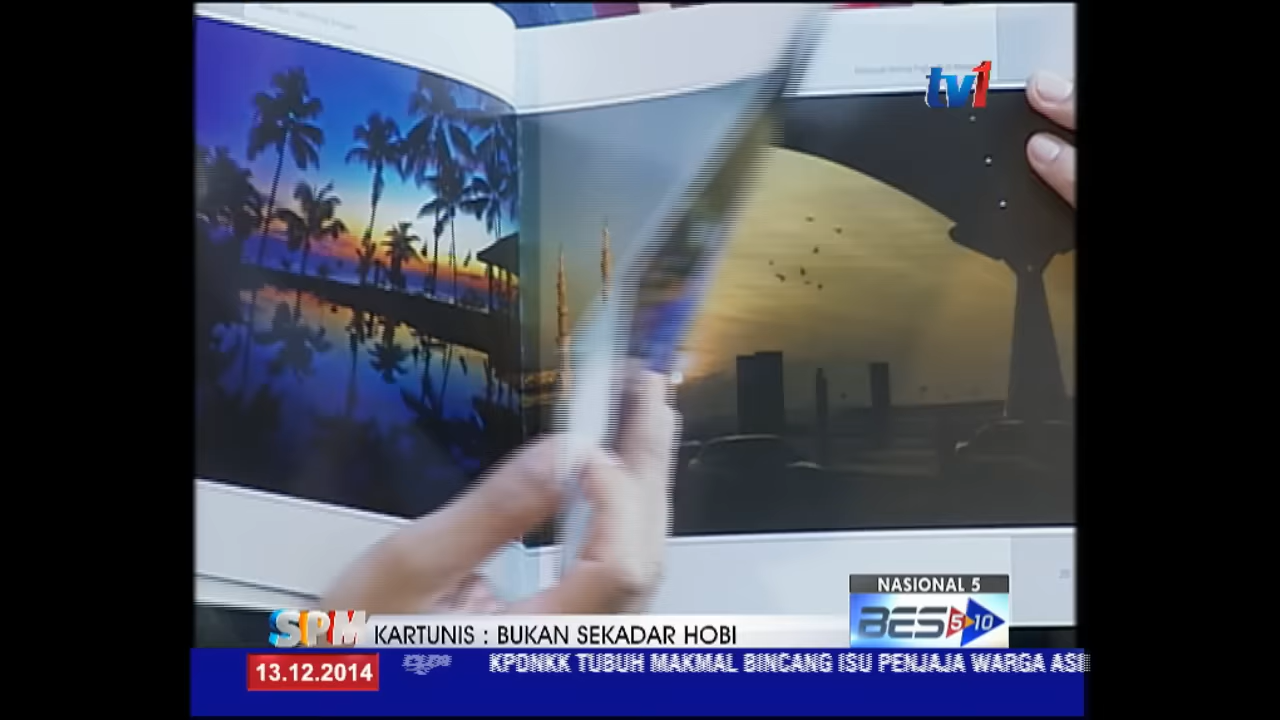 tv1
NASIONAL 5
BES 5 10
SPM KARTUNIS : BUKAN SEKADAR HOBI
13.12.2014 KPDNKK TUBUH MAKMAL BINCANG ISU PENJAJA WARGA